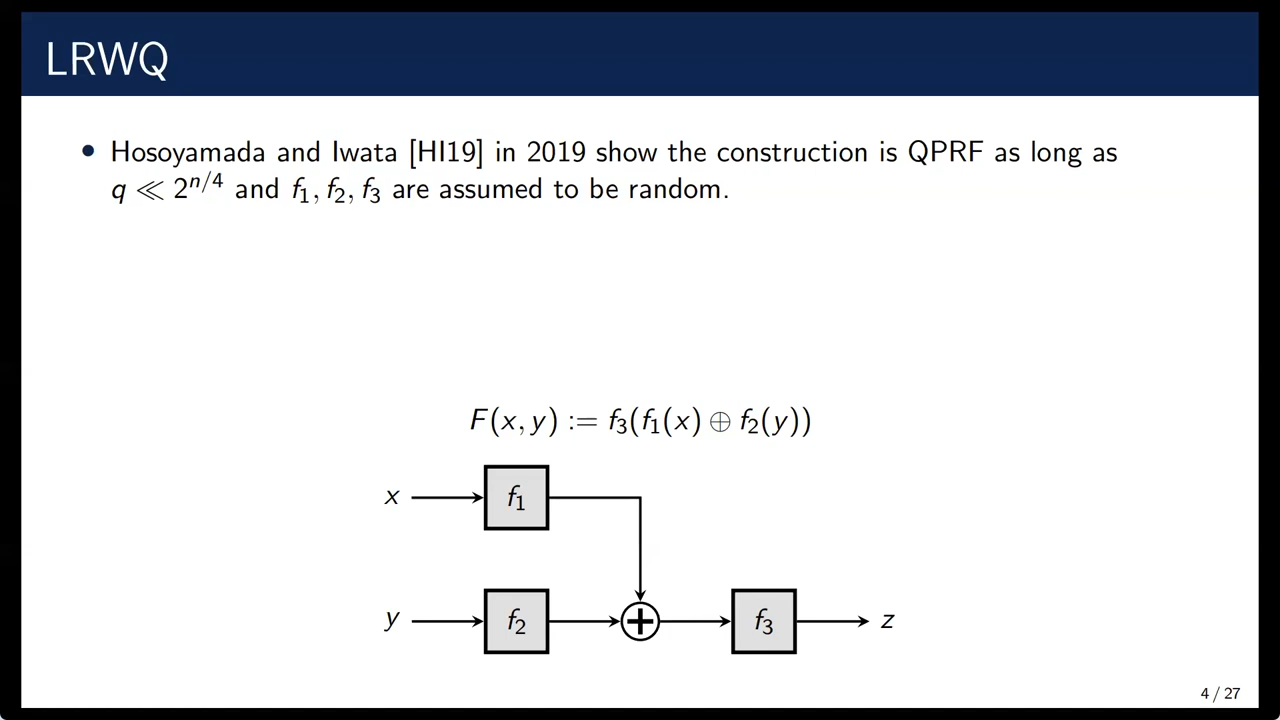 LRWQ
• Hosoyamada and Iwata [HI19] in 2019 show the construction is QPRF as long as
q ≪ 2^{n/4} and f₁, f₂, f₃ are assumed to be random.
F(x, y) := f₃(f₁(x) ⊕ f₂(y))
x f₁
y f₂ + f₃ z
4 / 27